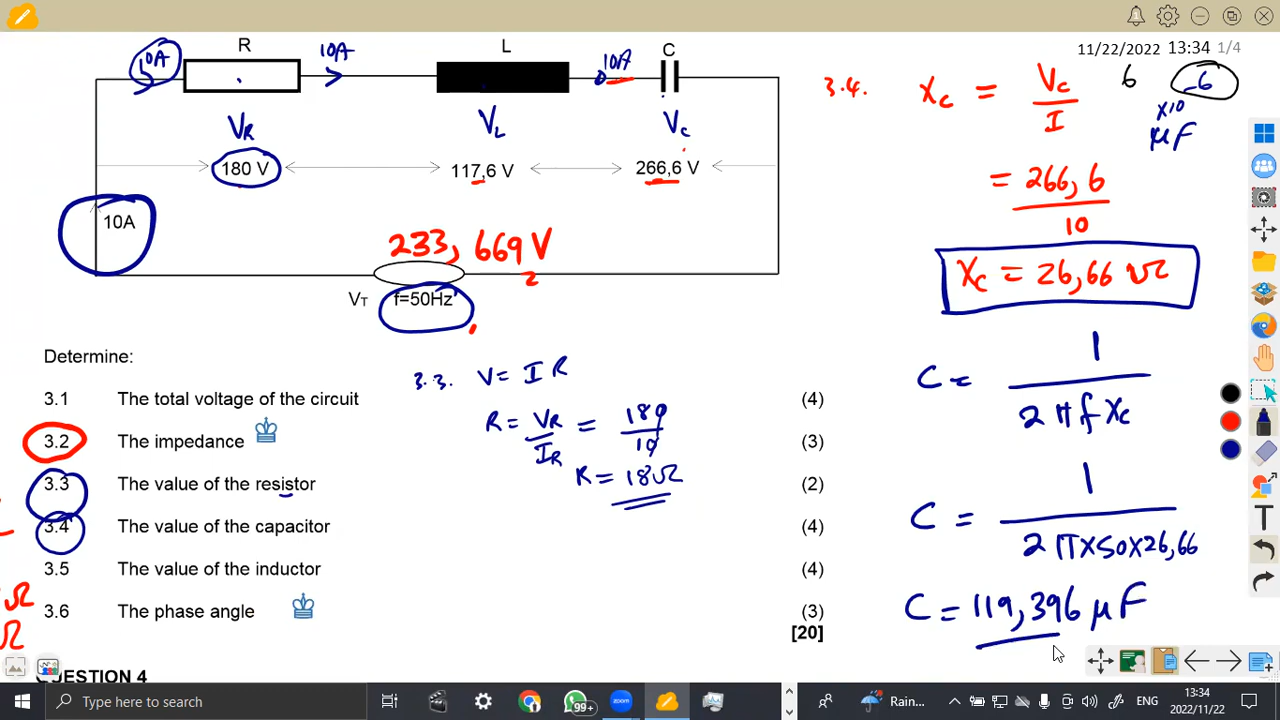 11/22/2022 13:34 1/4
R L C
10A 10A 10A
VR VL Vc
180 V 117,6 V 266,6 V
10A
233,669V
VT f=50Hz
Determine:
3.1 The total voltage of the circuit (4)
3.2 The impedance (3)
3.3 The value of the resistor (2)
3.4 The value of the capacitor (4)
3.5 The value of the inductor (4)
3.6 The phase angle (3)
[20]
QUESTION 4
3.3. V = I R
R = VR/IR = 180/10
R = 18Ω
3.4. Xc = Vc/I
6 -6
x10
μF
= 266,6/10
Xc = 26,66 Ω
C = 1/2πfXc
C = 1/2π×50×26,66
C = 119,396 μF
Ω
Ω
T
Type here to search
99+
Rain...
ENG
13:34
2022/11/22